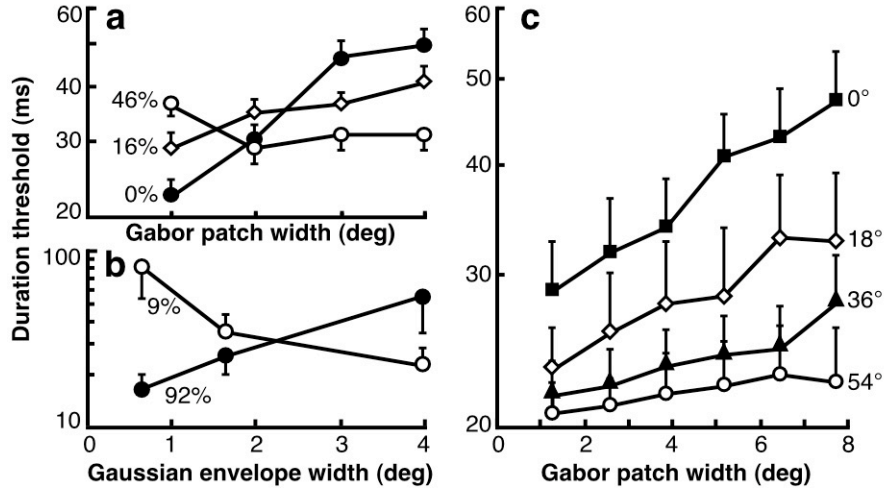 a
60
40
30
20
46%
16%
0%
Gabor patch width (deg)
Duration threshold (ms)
b
100
10
9%
92%
0 1 2 3 4
Gaussian envelope width (deg)
c
60
50
40
30
20
0°
18°
36°
54°
0 2 4 6 8
Gabor patch width (deg)